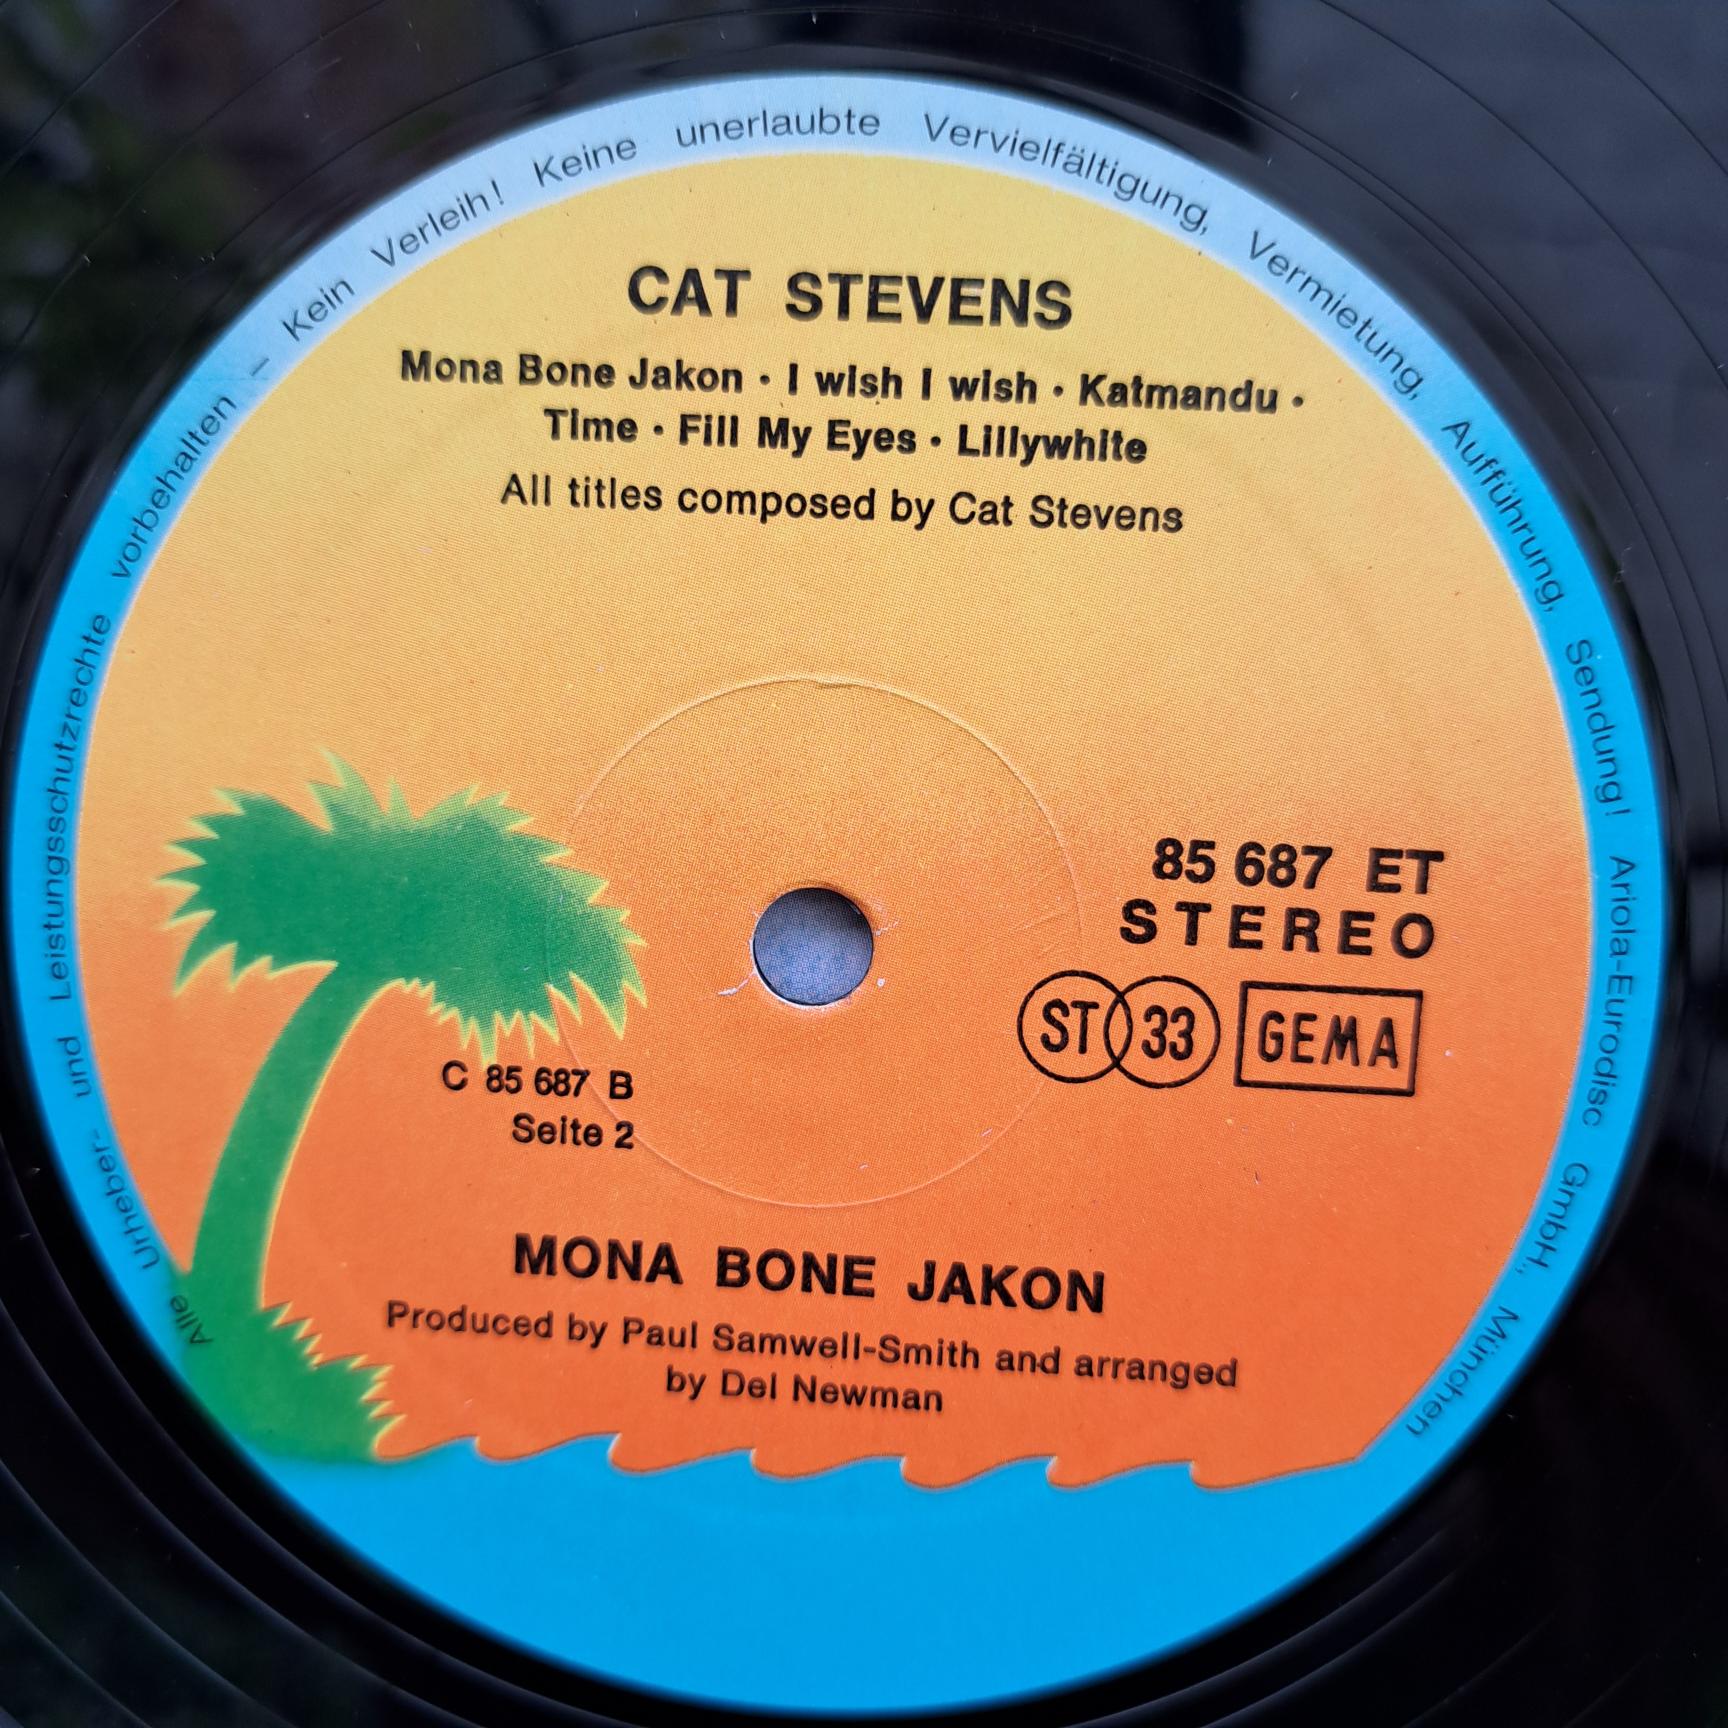 Alle Urheber- und Leistungsschutzrechte vorbehalten – Kein Verleih! Keine unerlaubte Vervielfältigung, Vermietung, Aufführung, Sendung! Ariola-Eurodisc GmbH., München
CAT STEVENS
Mona Bone Jakon · I wish I wish · Katmandu ·
Time · Fill My Eyes · Lillywhite
All titles composed by Cat Stevens
85 687 ET
STEREO
ST 33 GEMA
C 85 687 B
Seite 2
MONA BONE JAKON
Produced by Paul Samwell-Smith and arranged
by Del Newman